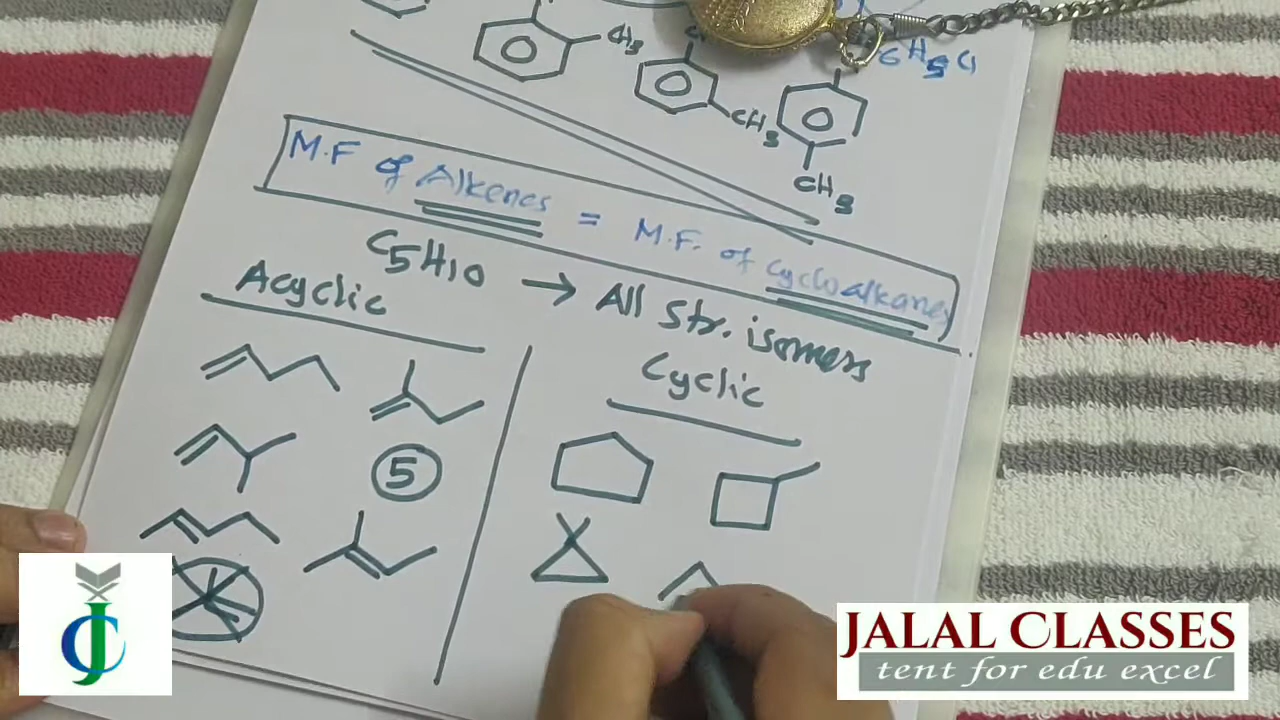 CH3
CH3
CH3
C6H5Cl
M.F of Alkenes = M.F. of Cycloalkanes
C5H10 → All Str. isomers
Acyclic
Cyclic
5
JC
JALAL CLASSES
tent for edu excel